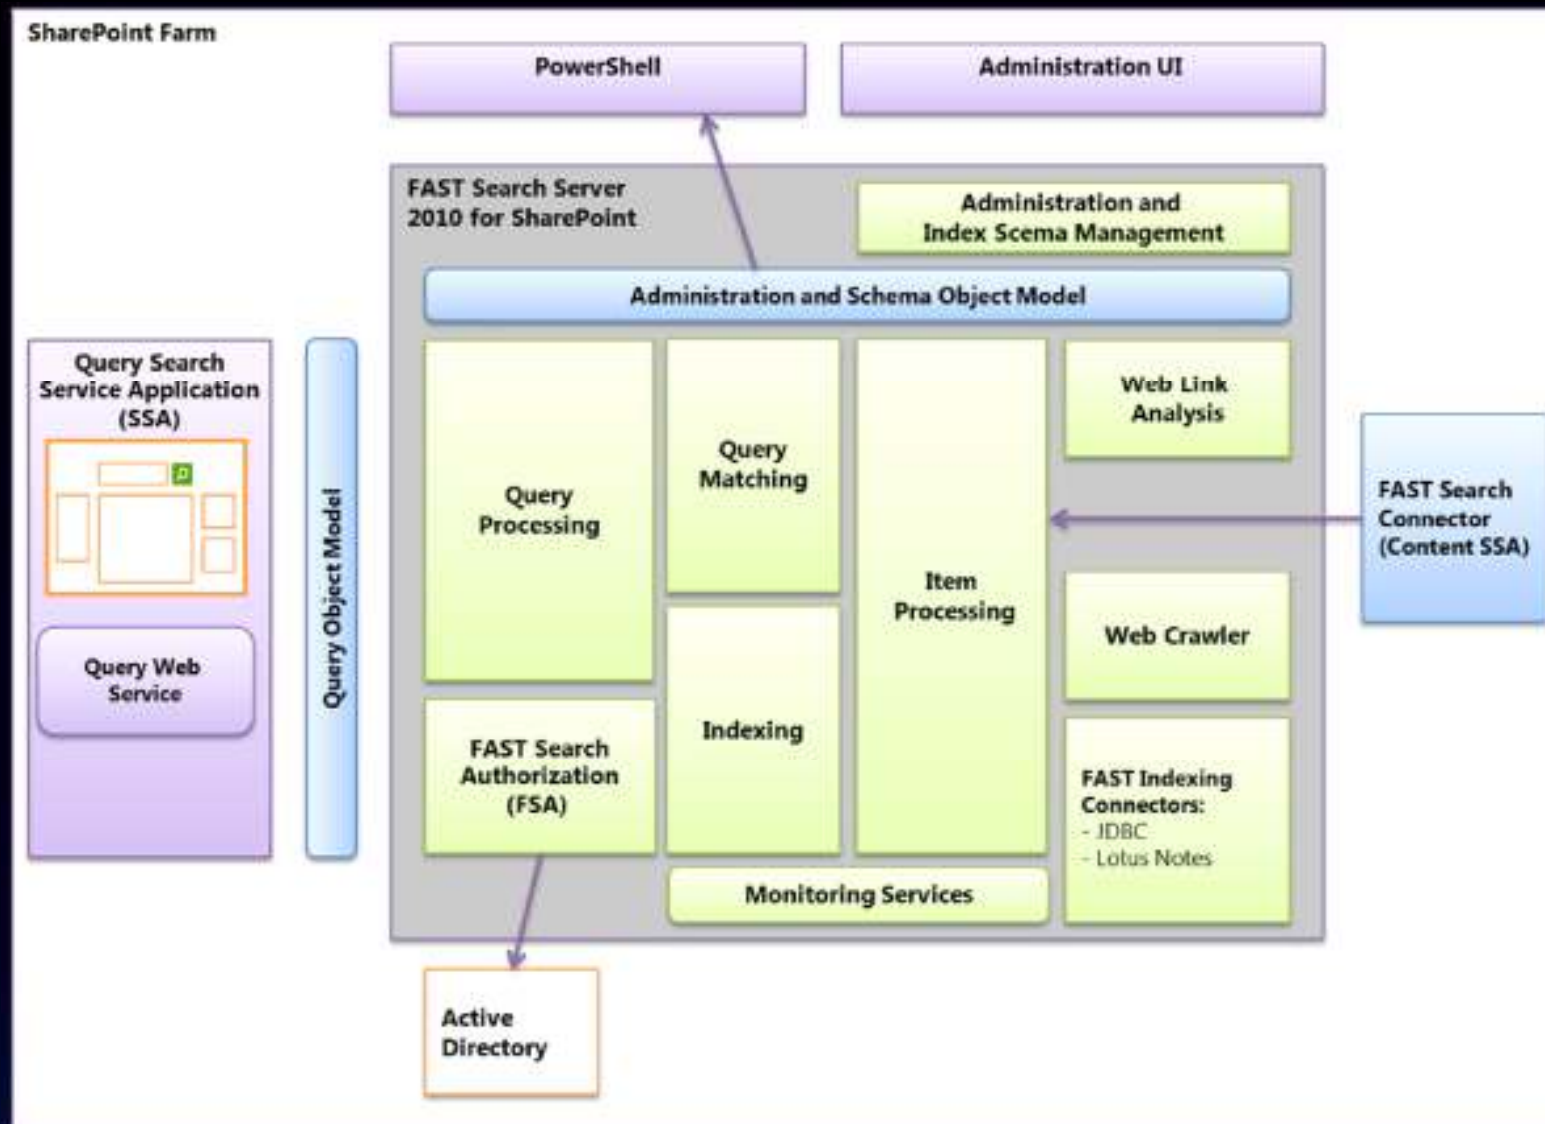 SharePoint Farm
PowerShell
Administration UI
FAST Search Server
2010 for SharePoint
Administration and
Index Scema Management
Administration and Schema Object Model
Query Search
Service Application
(SSA)
Query Web
Service
Query Object Model
Query
Processing
Query
Matching
Item
Processing
Web Link
Analysis
FAST Search
Connector
(Content SSA)
Web Crawler
FAST Search
Authorization
(FSA)
Indexing
FAST Indexing
Connectors:
- JDBC
- Lotus Notes
Monitoring Services
Active
Directory